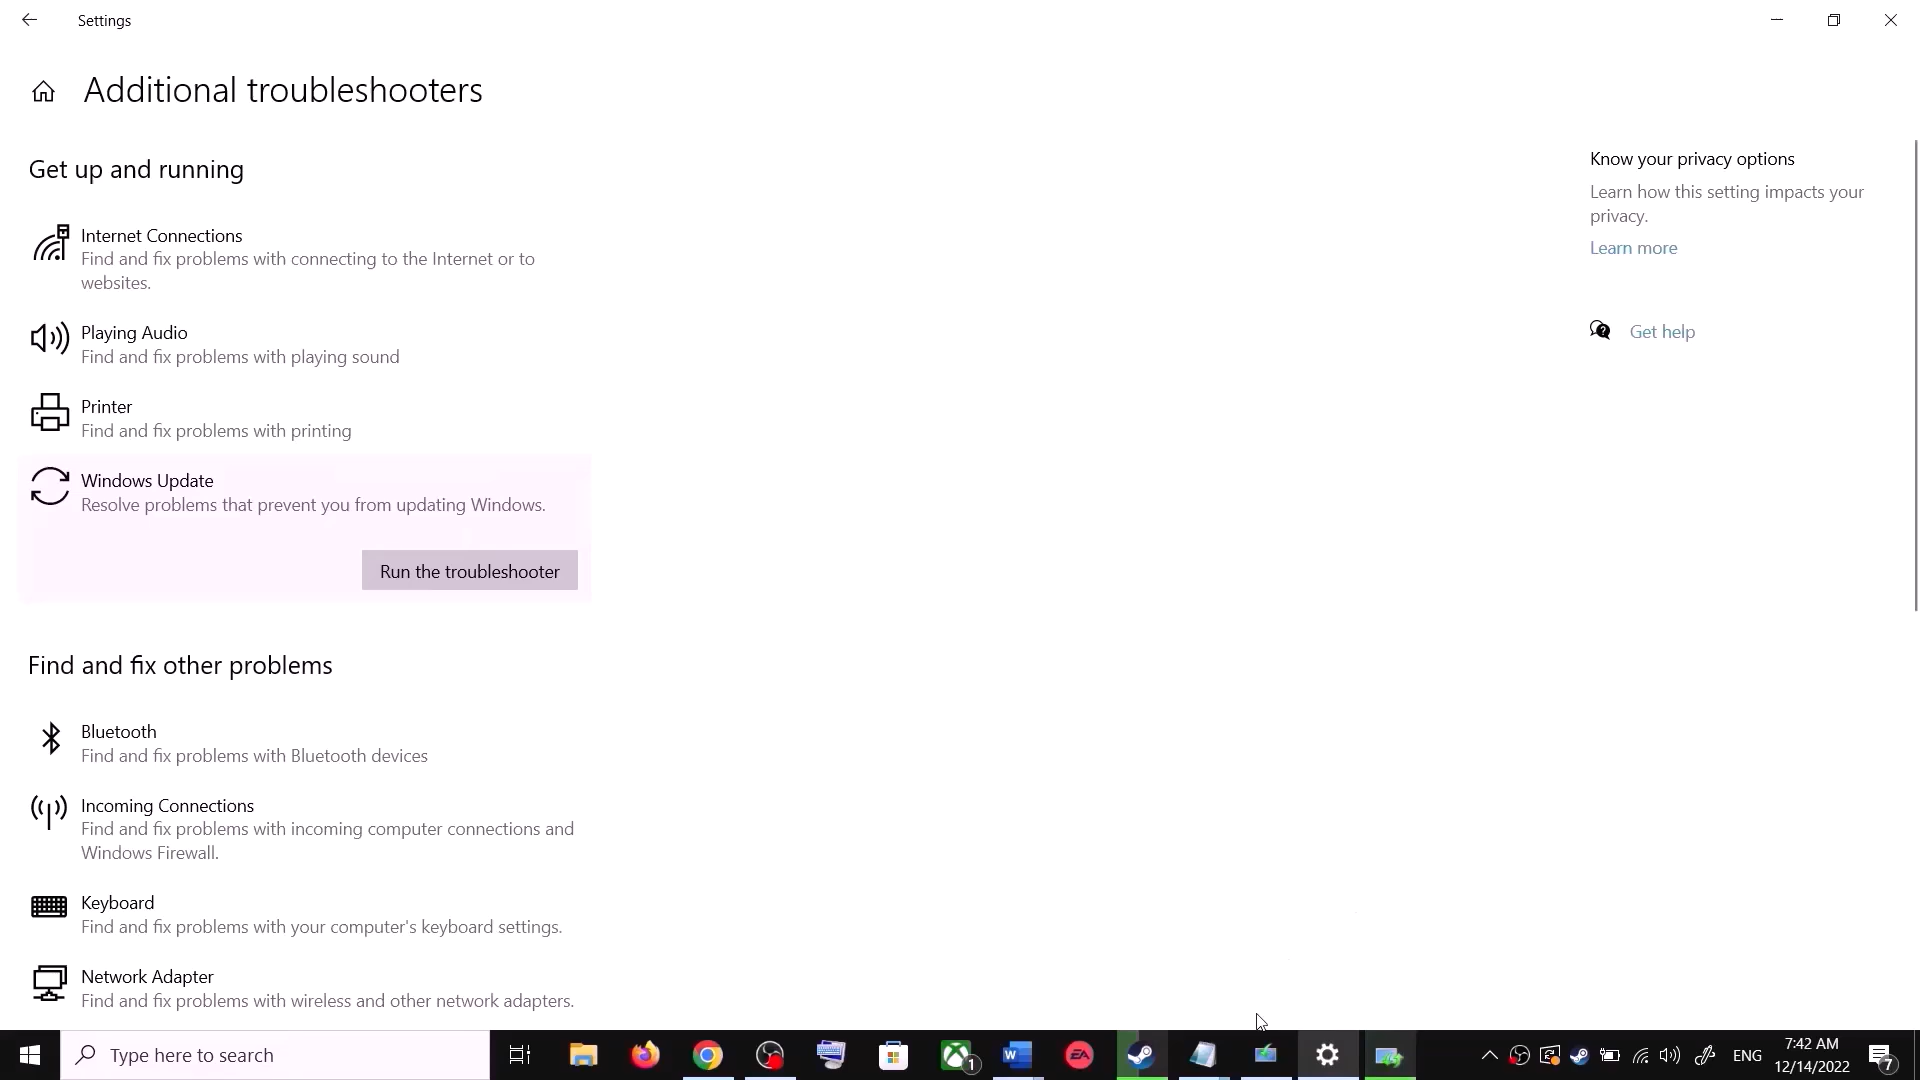 Settings
Additional troubleshooters
Get up and running
Internet Connections
Find and fix problems with connecting to the Internet or to
websites.
Playing Audio
Find and fix problems with playing sound
Printer
Find and fix problems with printing
Windows Update
Resolve problems that prevent you from updating Windows.
Run the troubleshooter
Find and fix other problems
Bluetooth
Find and fix problems with Bluetooth devices
Incoming Connections
Find and fix problems with incoming computer connections and
Windows Firewall.
Keyboard
Find and fix problems with your computer's keyboard settings.
Network Adapter
Find and fix problems with wireless and other network adapters.
Know your privacy options
Learn how this setting impacts your
privacy.
Learn more
Get help
Type here to search
1
W
EA
ENG
7:42 AM
12/14/2022
7